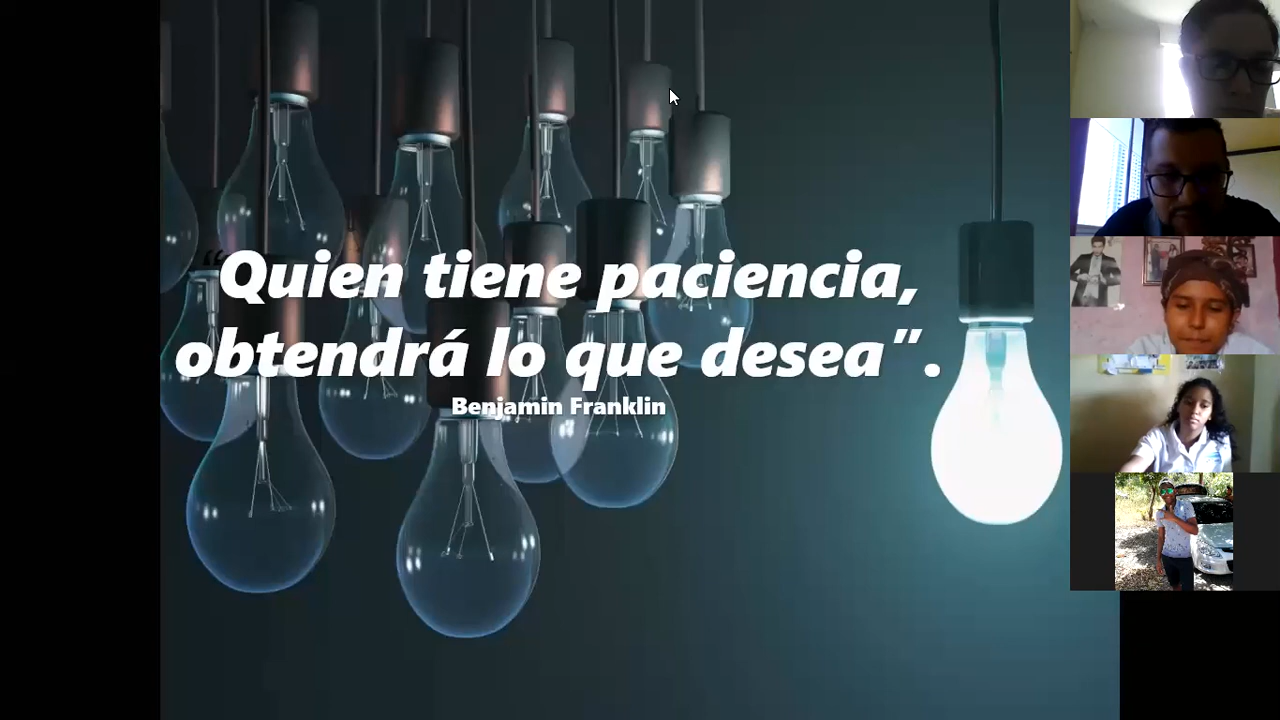 “Quien tiene paciencia,
obtendrá lo que desea”.
Benjamin Franklin